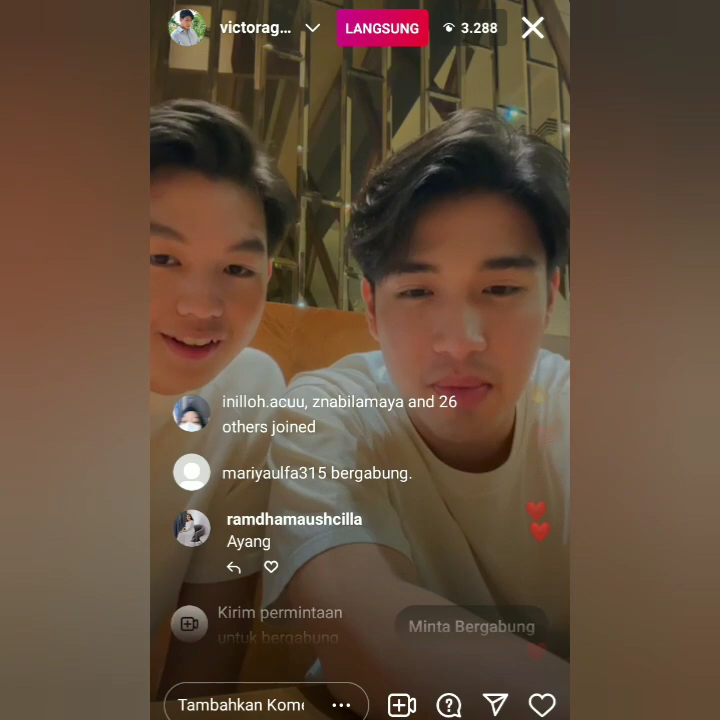 victorag...
LANGSUNG
3.288
inilloh.acuu, znabilamaya and 26
others joined
mariyaulfa315 bergabung.
ramdhamaushcilla
Ayang
Kirim permintaan
untuk bergabung
Minta Bergabung
Tambahkan Kome